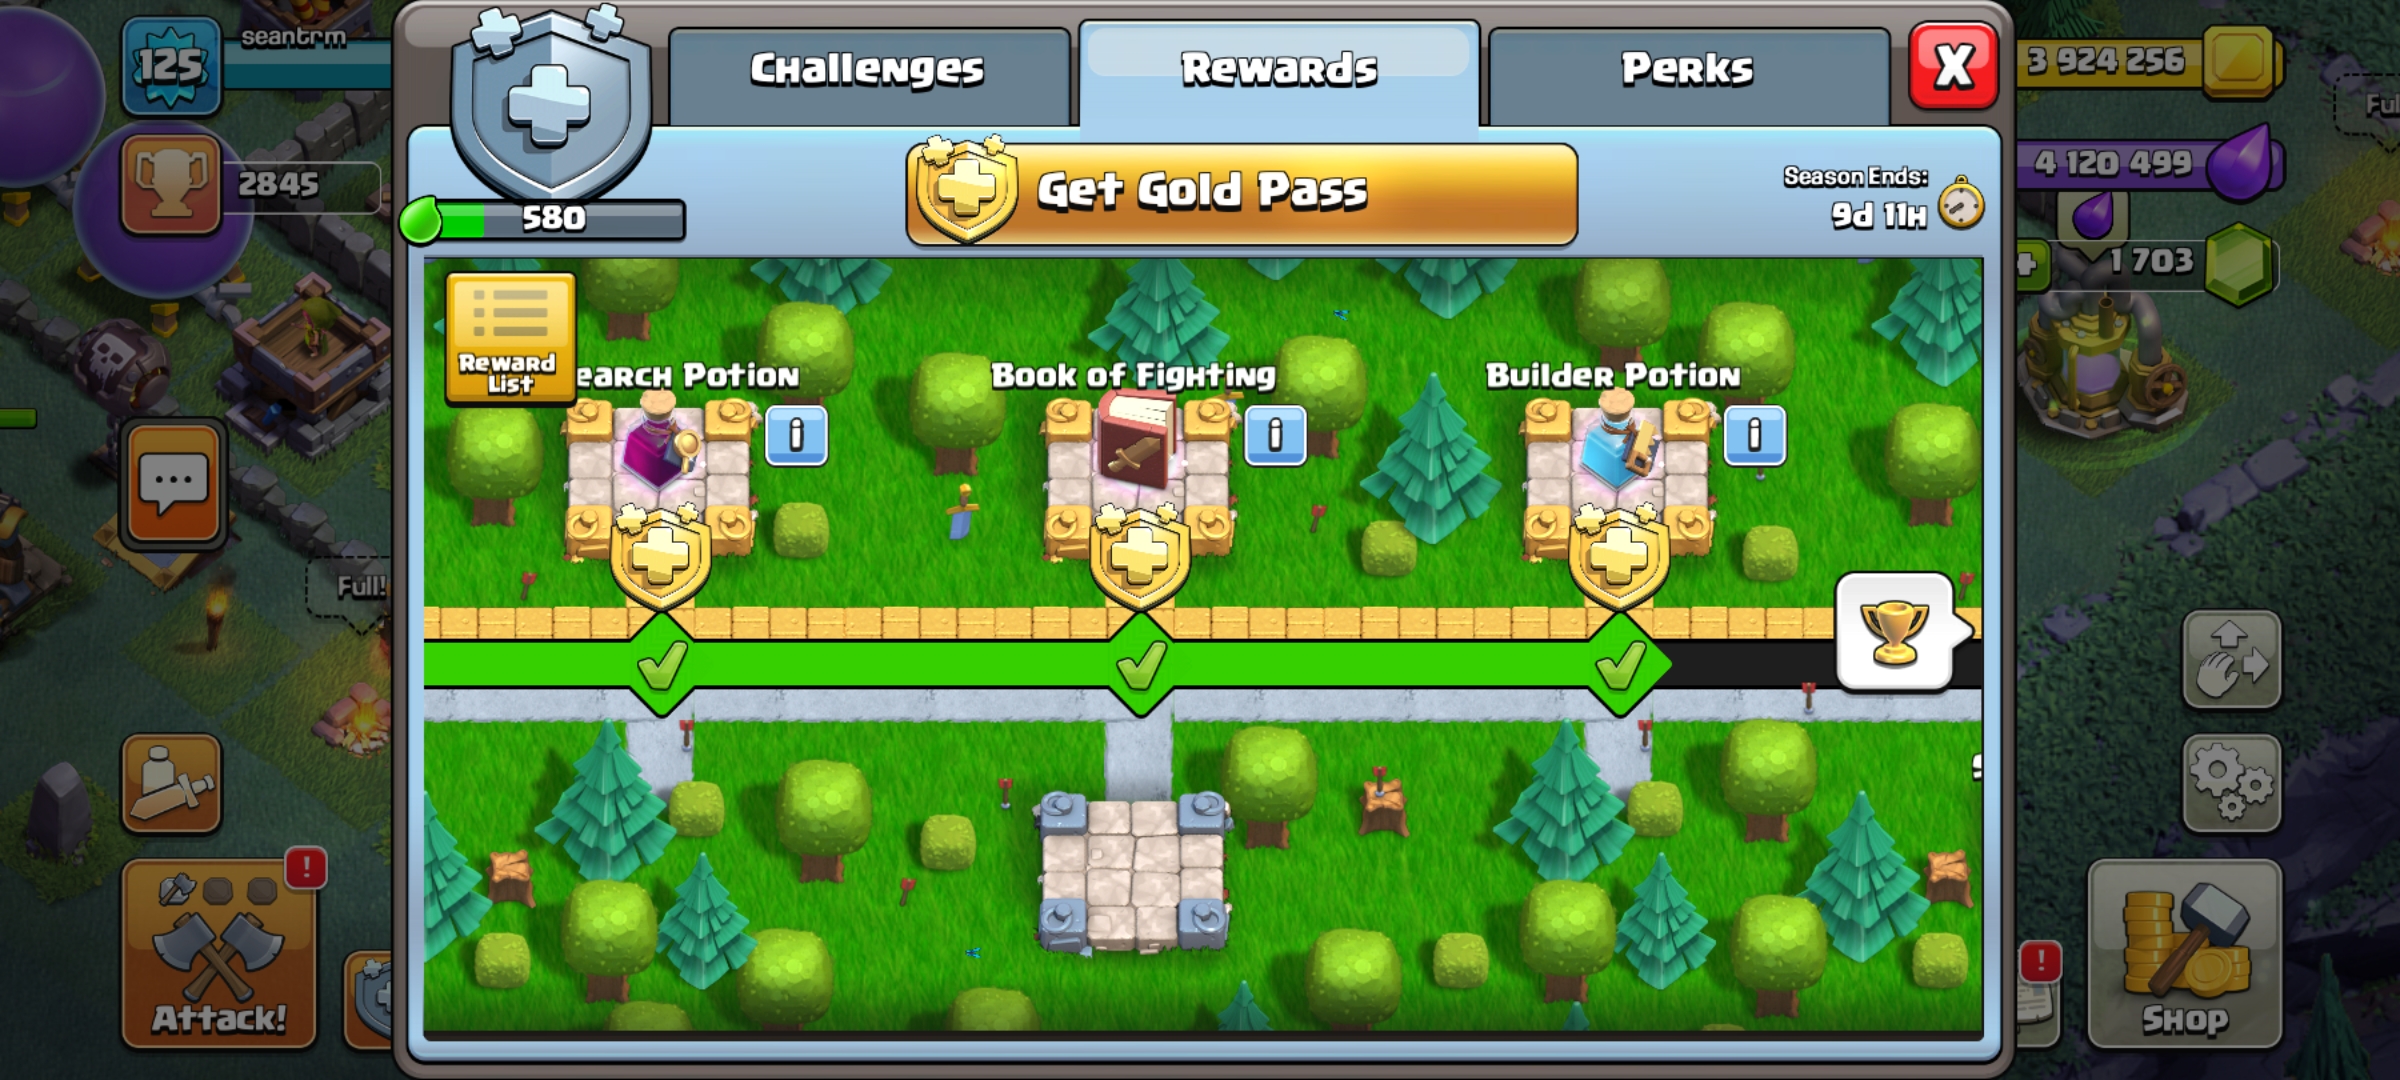 125
seantrm
2845
Challenges
Rewards
Perks
X
580
Get Gold Pass
Season Ends:
9d 11H
3 924 256
4 120 499
1 703
Full!
Reward
List
earch Potion
Book of Fighting
Builder Potion
i
i
i
!
Attack!
!
Shop